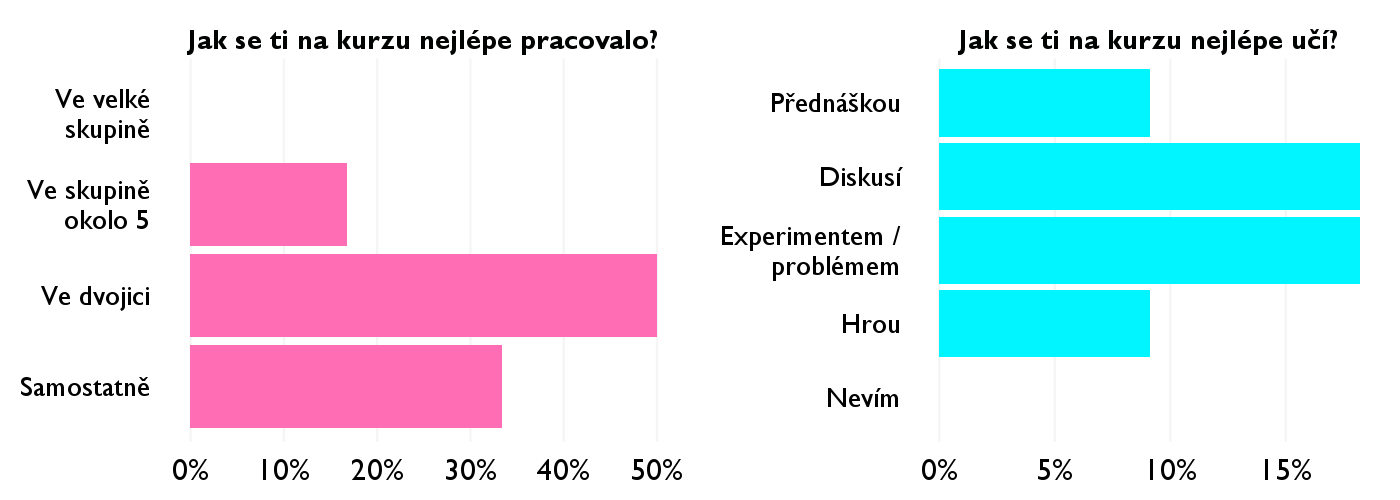 Jak se ti na kurzu nejlépe pracovalo?
Ve velké
skupině
Ve skupině
okolo 5
Ve dvojici
Samostatně
0% 10% 20% 30% 40% 50%
Jak se ti na kurzu nejlépe učí?
Přednáškou
Diskusí
Experimentem /
problémem
Hrou
Nevím
0% 5% 10% 15%